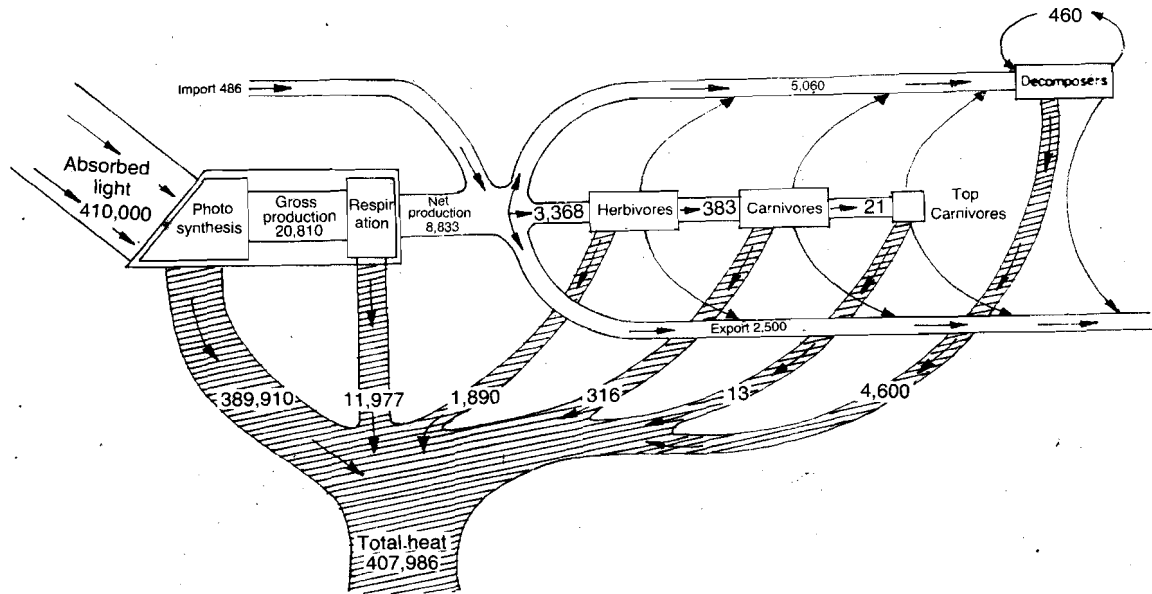 460
Import 486
5,060
Decomposers
Absorbed
light
410,000
Photo
synthesis
Gross
production
20,810
Respir
ation
Net
production
8,833
3,368
Herbivores
383
Carnivores
21
Top
Carnivores
Export 2,500
389,910
11,977
1,890
316
13
4,600
Total heat
407,986